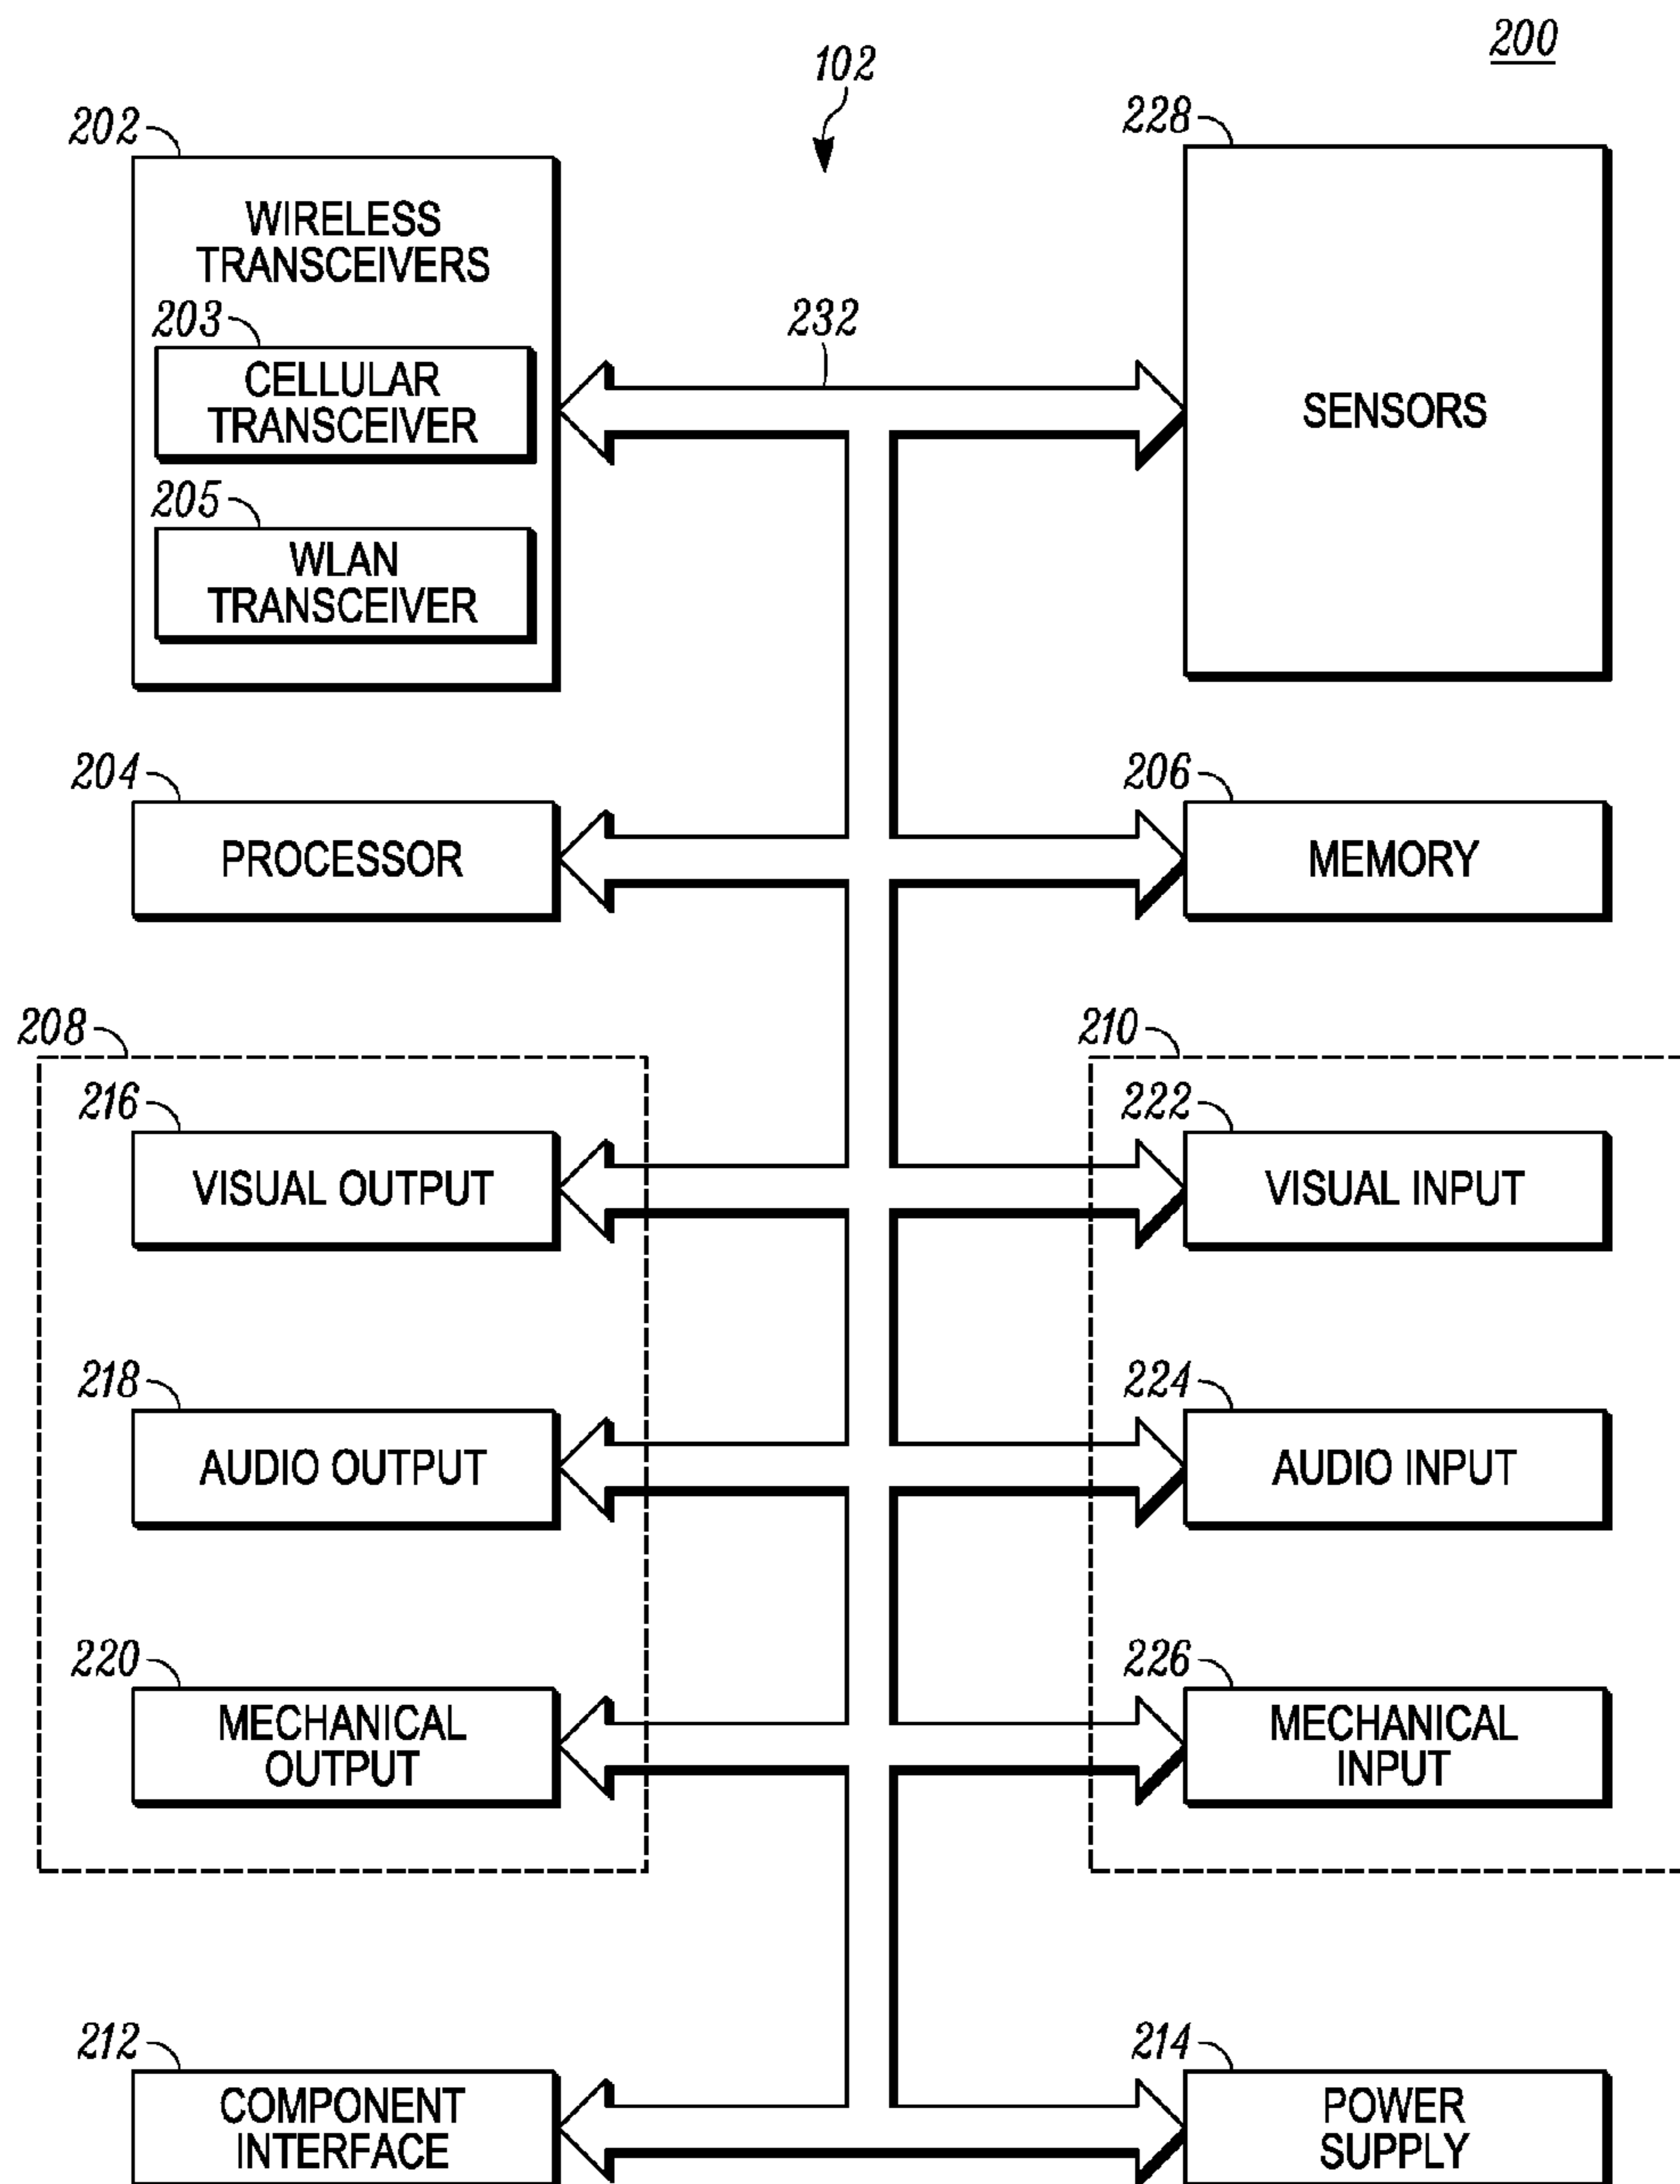 200
102
202
228
WIRELESS
TRANSCEIVERS
203
232
CELLULAR
TRANSCEIVER
SENSORS
205
WLAN
TRANSCEIVER
204
206
PROCESSOR
MEMORY
208
210
216
222
VISUAL OUTPUT
VISUAL INPUT
218
224
AUDIO OUTPUT
AUDIO INPUT
220
226
MECHANICAL
OUTPUT
MECHANICAL
INPUT
212
214
COMPONENT
INTERFACE
POWER
SUPPLY